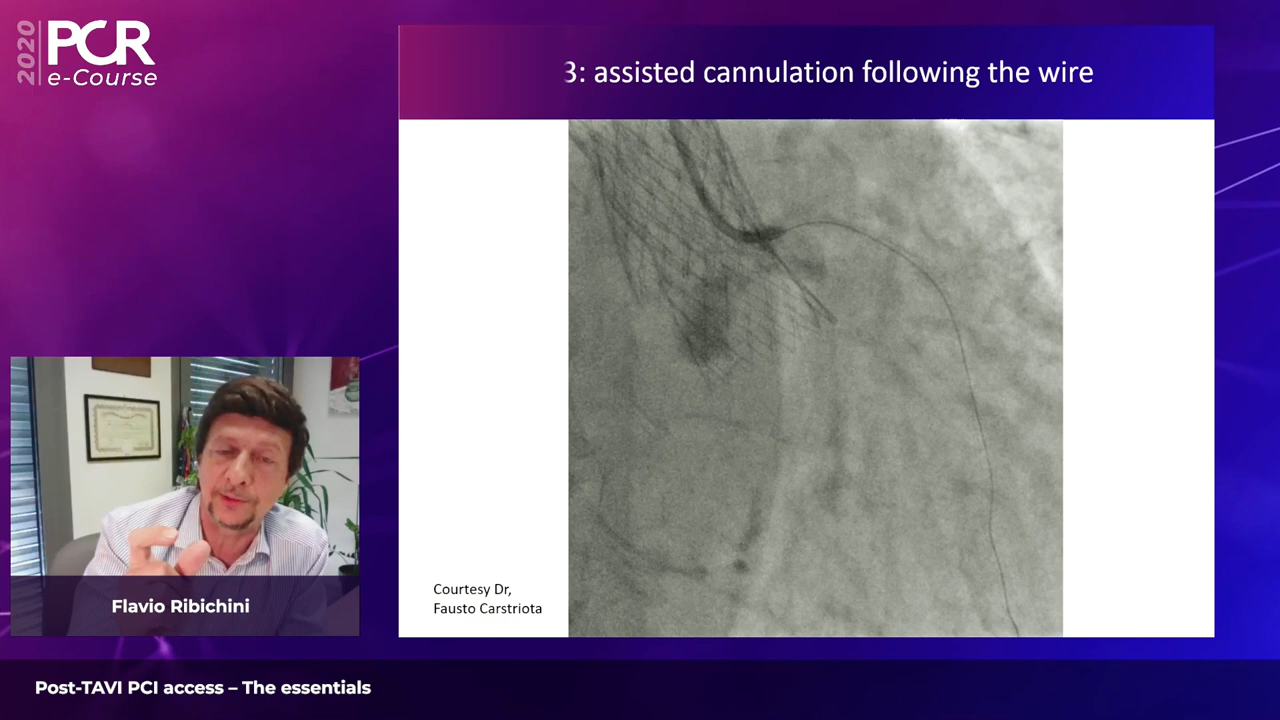 2020
PCR
e-Course
3: assisted cannulation following the wire
Courtesy Dr,
Fausto Carstriota
Flavio Ribichini
Post-TAVI PCI access – The essentials